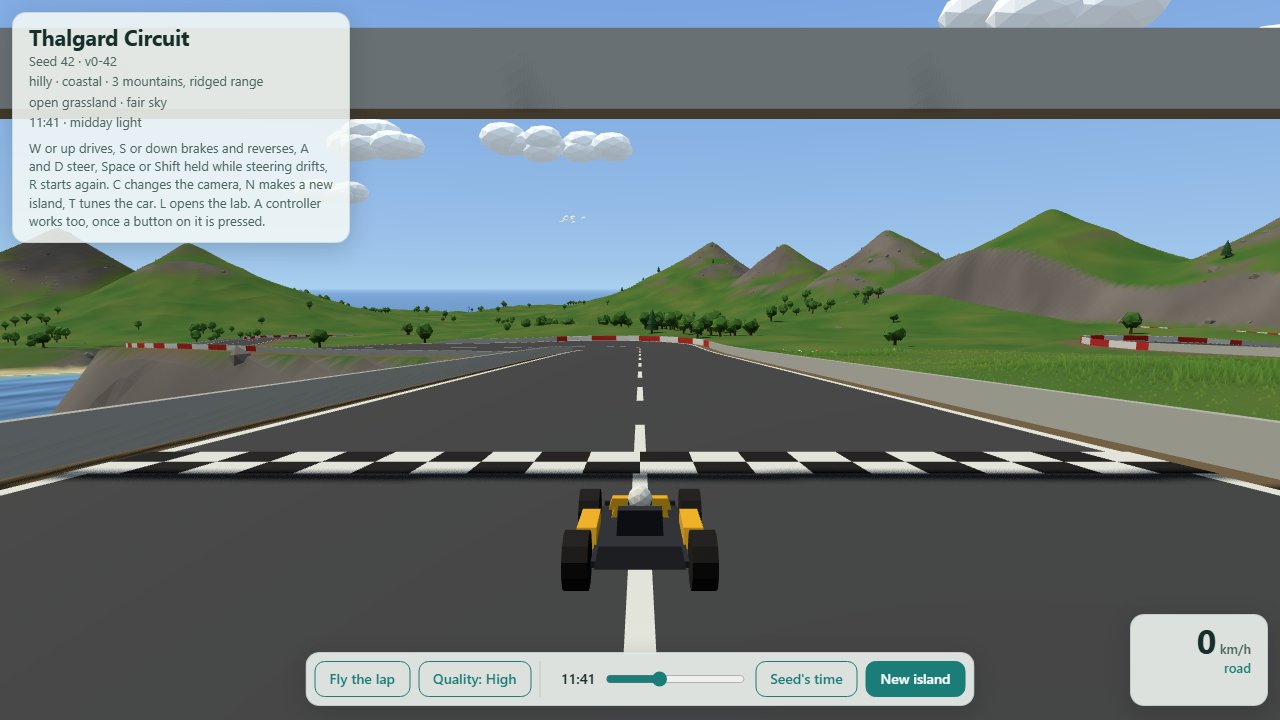 Thalgard Circuit
Seed 42 · v0-42
hilly · coastal · 3 mountains, ridged range
open grassland · fair sky
11:41 · midday light
W or up drives, S or down brakes and reverses, A
and D steer, Space or Shift held while steering drifts,
R starts again. C changes the camera, N makes a new
island, T tunes the car. L opens the lab. A controller
works too, once a button on it is pressed.
0 km/h
road
Fly the lap
Quality: High
11:41
Seed's time
New island